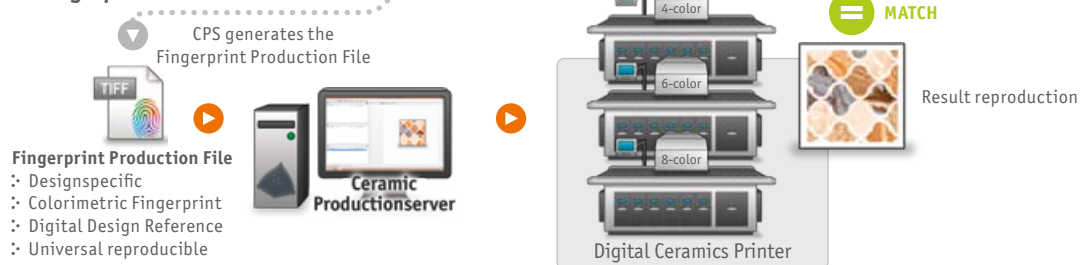 4-color
MATCH
CPS generates the
Fingerprint Production File
TIFF
6-color
Result reproduction
8-color
Fingerprint Production File
Designspecific
Colorimetric Fingerprint
Digital Design Reference
Universal reproducible
Ceramic
Productionserver
Digital Ceramics Printer